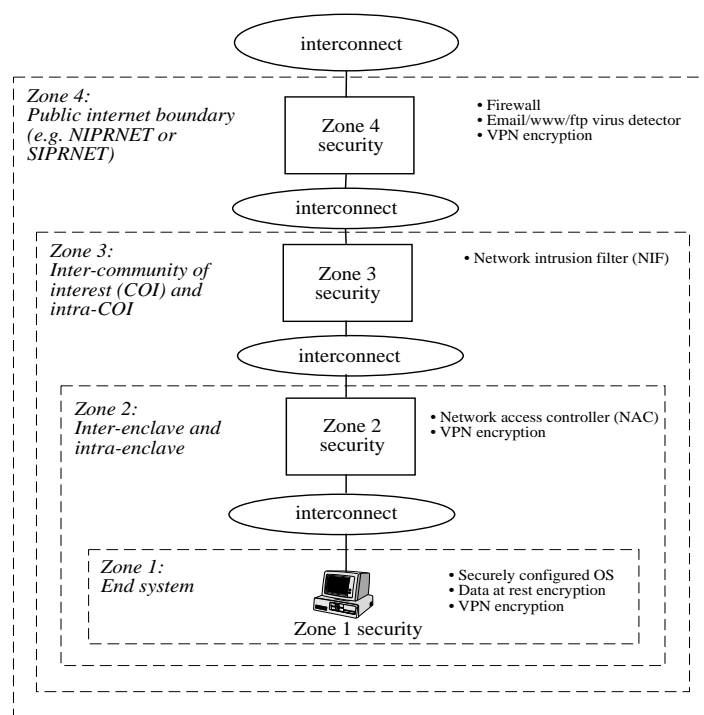 interconnect
Zone 4:
Public internet boundary
(e.g. NIPRNET or
SIPRNET)
Zone 4
security
• Firewall
• Email/www/ftp virus detector
• VPN encryption
interconnect
Zone 3:
Inter-community of
interest (COI) and
intra-COI
Zone 3
security
• Network intrusion filter (NIF)
interconnect
Zone 2:
Inter-enclave and
intra-enclave
Zone 2
security
• Network access controller (NAC)
• VPN encryption
interconnect
Zone 1:
End system
• Securely configured OS
• Data at rest encryption
• VPN encryption
Zone 1 security